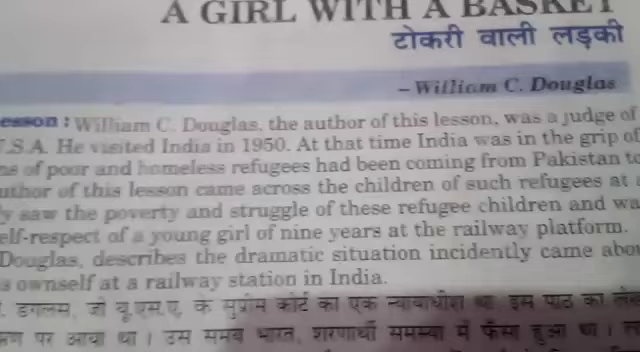 A GIRL WITH A BASKET
टोकरी वाली लड़की
– William C. Douglas
esson : William C. Douglas, the author of this lesson, was a judge of
.S.A. He visited India in 1950. At that time India was in the grip of
of poor and homeless refugees had been coming from Pakistan to
uthor of this lesson came across the children of such refugees at
y saw the poverty and struggle of these refugee children and wa
elf-respect of a young girl of nine years at the railway platform.
Douglas, describes the dramatic situation incidently came abou
s ownself at a railway station in India.
डगलस, जो यू.एस.ए. के सुप्रीम कोर्ट का एक न्यायाधीश था इस पाठ का
पर आया था। उस समय भारत, शरणार्थी समस्या में फँसा हुआ था।